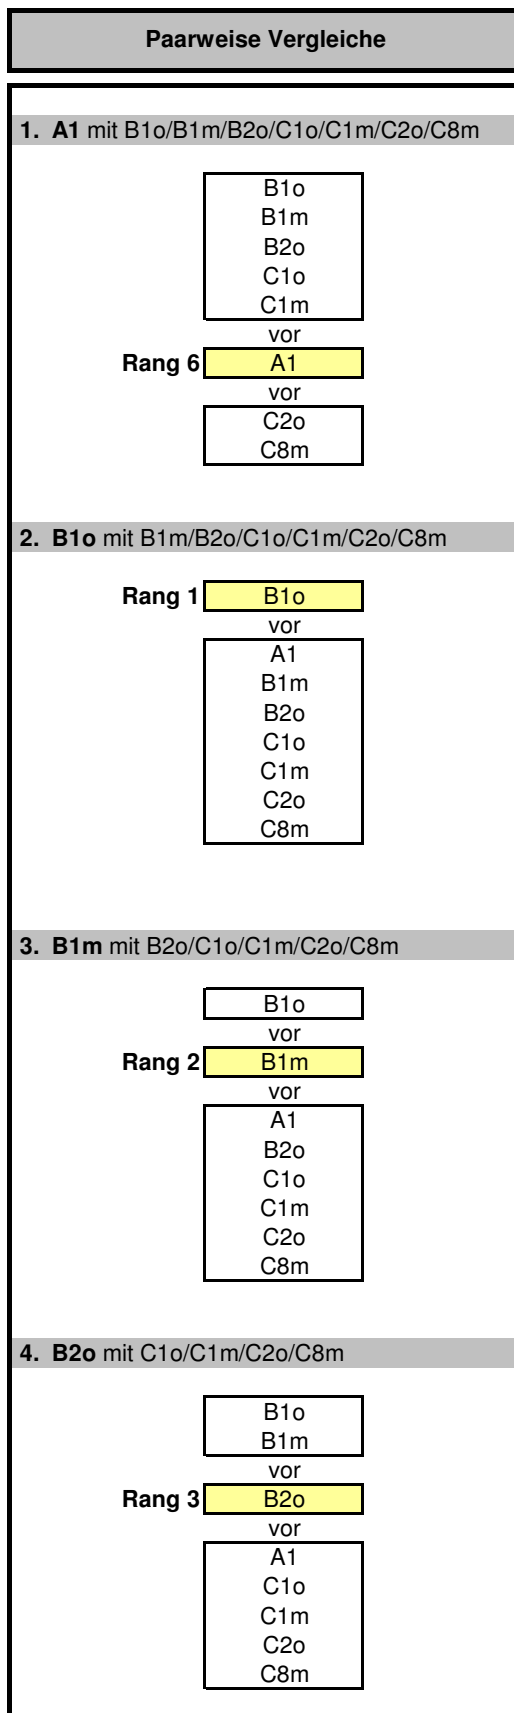 Paarweise Vergleiche
1. A1 mit B1o/B1m/B2o/C1o/C1m/C2o/C8m
B1o
B1m
B2o
C1o
C1m
vor
Rang 6 A1
vor
C2o
C8m
2. B1o mit B1m/B2o/C1o/C1m/C2o/C8m
Rang 1 B1o
vor
A1
B1m
B2o
C1o
C1m
C2o
C8m
3. B1m mit B2o/C1o/C1m/C2o/C8m
B1o
vor
Rang 2 B1m
vor
A1
B2o
C1o
C1m
C2o
C8m
4. B2o mit C1o/C1m/C2o/C8m
B1o
B1m
vor
Rang 3 B2o
vor
A1
C1o
C1m
C2o
C8m